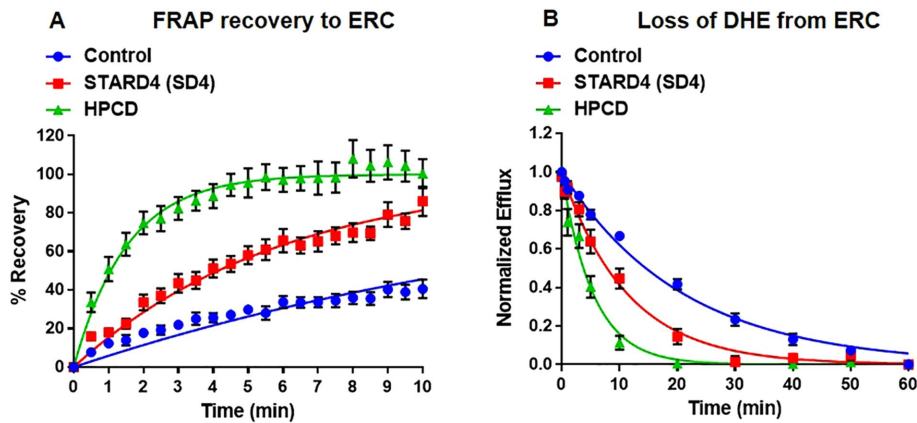 A FRAP recovery to ERC
Control
STARD4 (SD4)
HPCD
120
100
80
60
40
20
0
% Recovery
0 1 2 3 4 5 6 7 8 9 10
Time (min)
B Loss of DHE from ERC
Control
STARD4 (SD4)
HPCD
1.2
1.0
0.8
0.6
0.4
0.2
0.0
Normalized Efflux
0 10 20 30 40 50 60
Time (min)